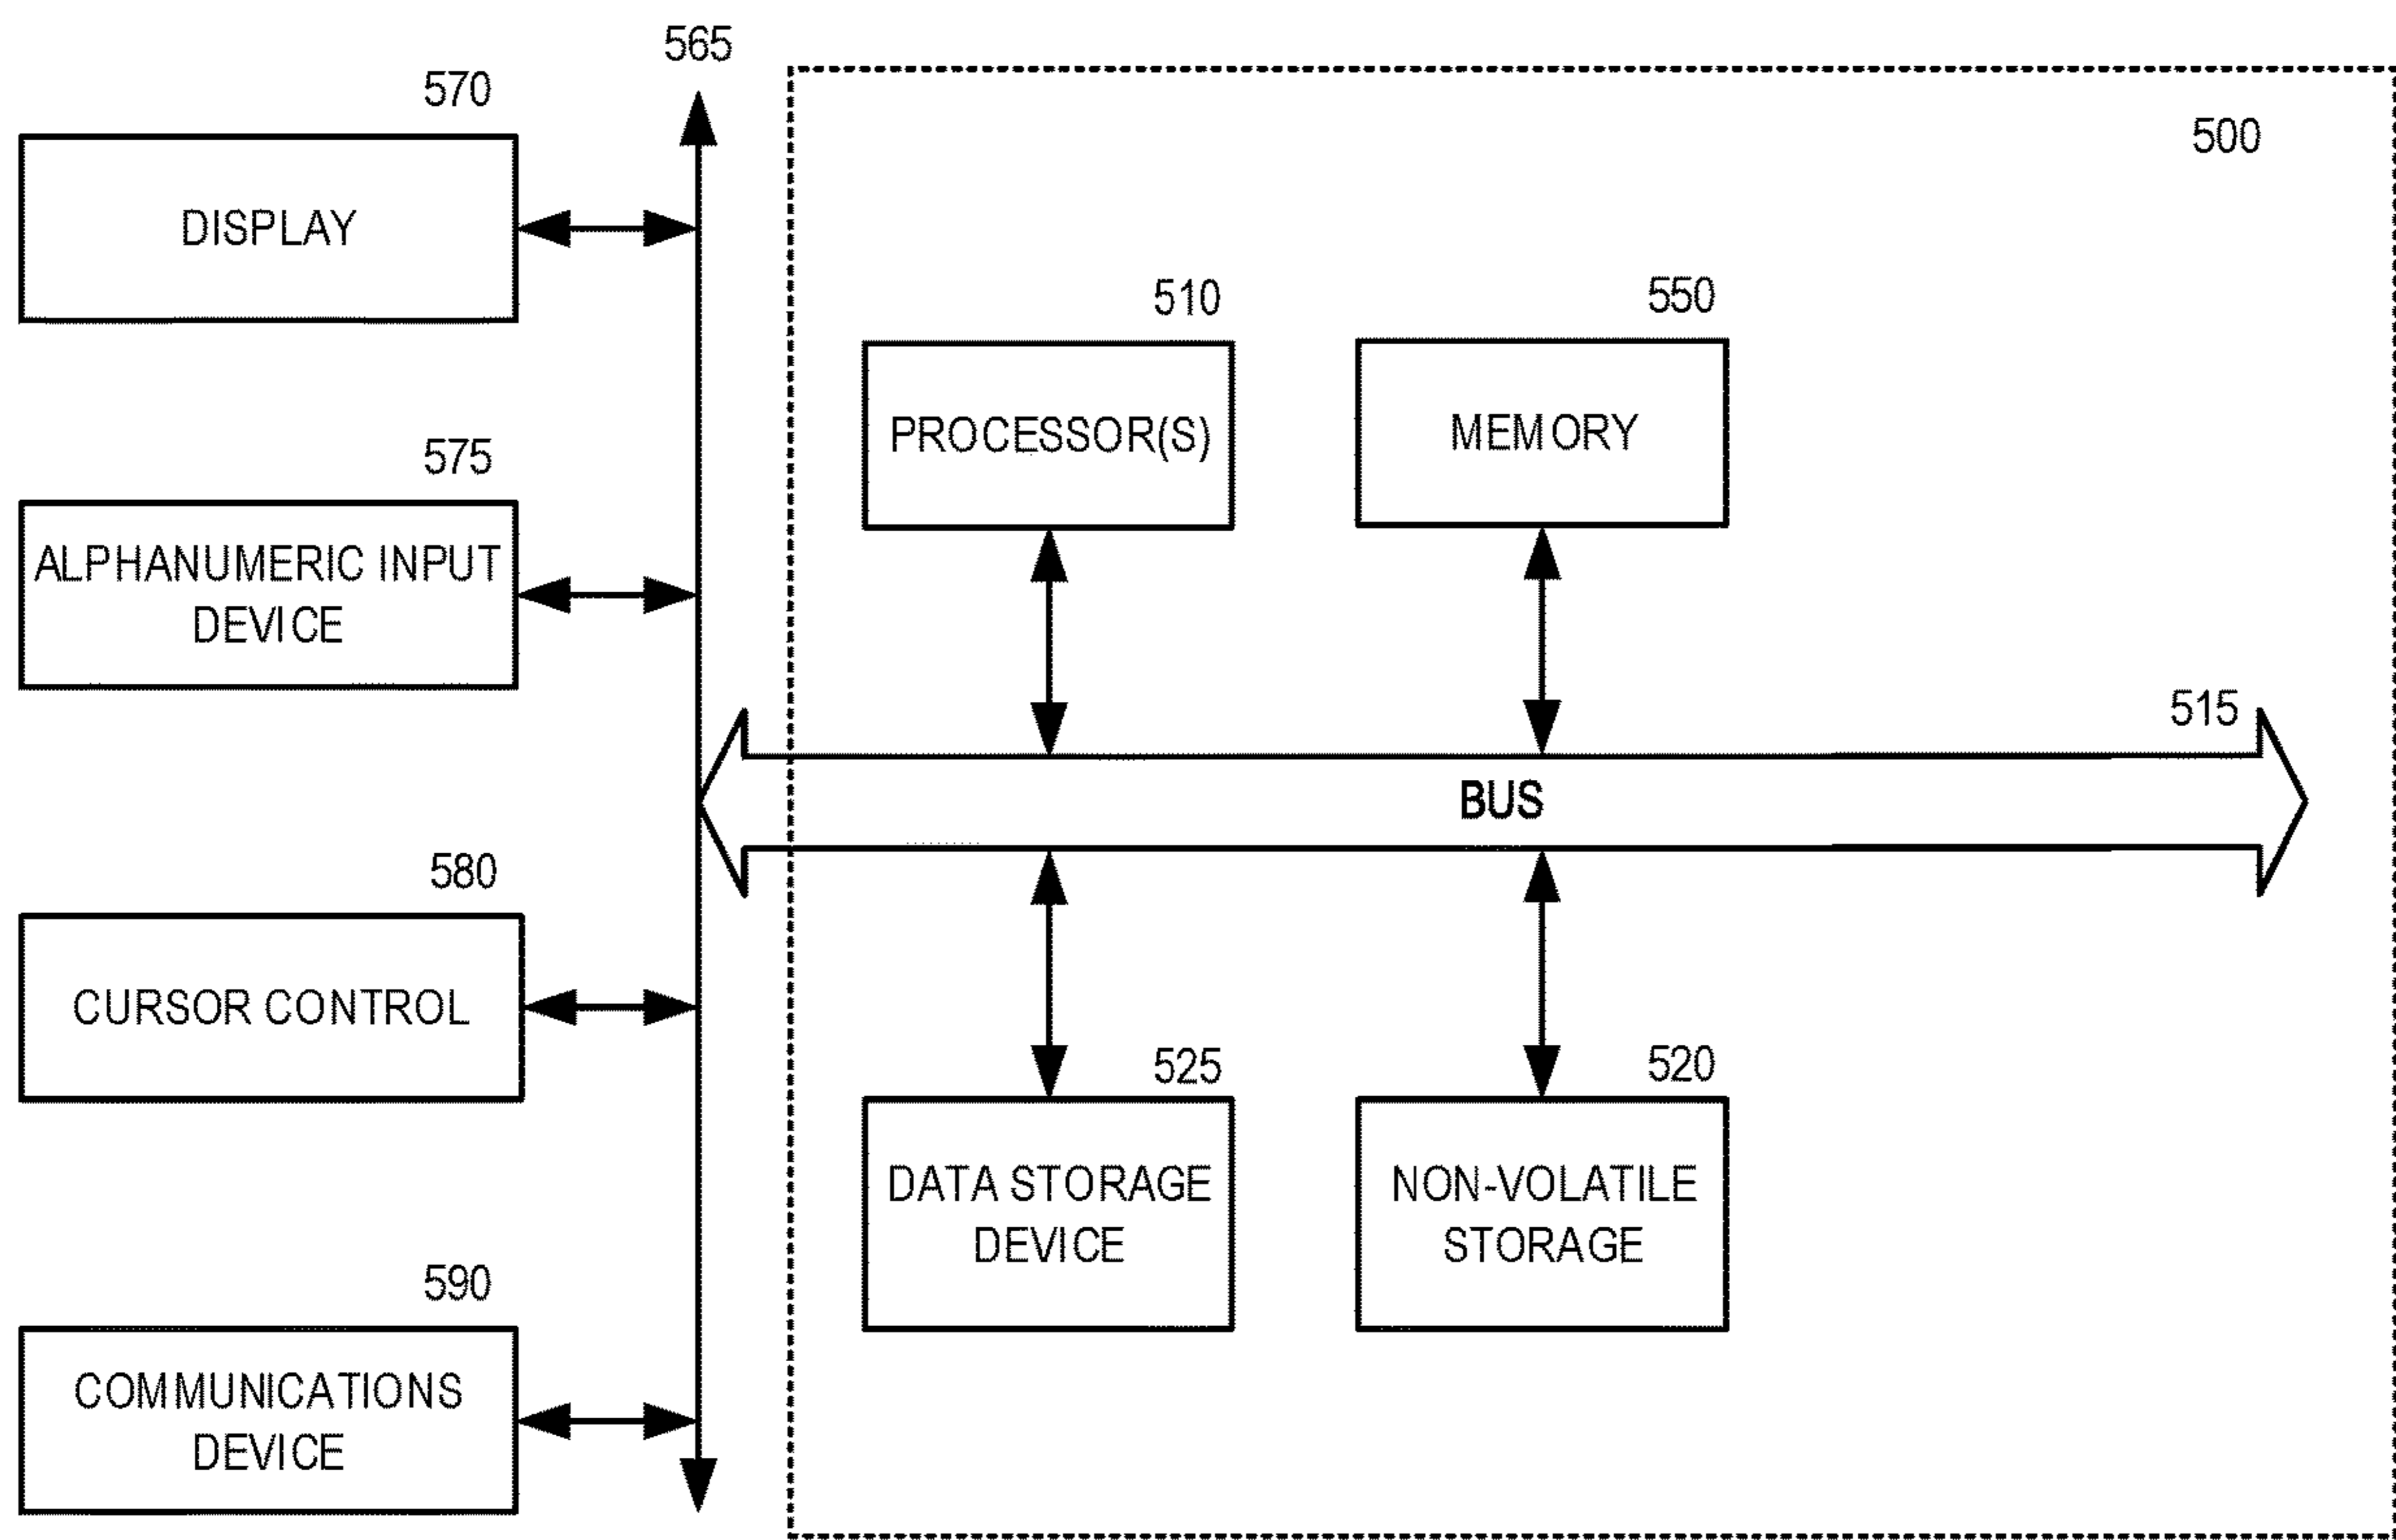 565
570
500
DISPLAY
510
550
PROCESSOR(S)
MEMORY
575
ALPHANUMERIC INPUT
DEVICE
515
BUS
580
CURSOR CONTROL
525
520
DATA STORAGE
DEVICE
NON-VOLATILE
STORAGE
590
COMMUNICATIONS
DEVICE